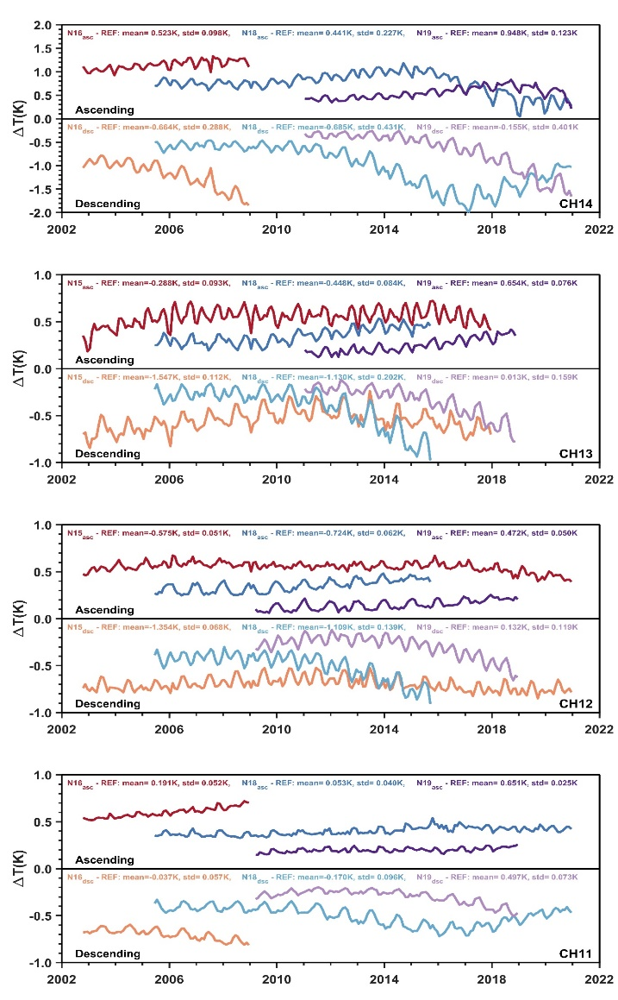 N16asc - REF: mean=0.523K, std= 0.098K, N18asc - REF: mean= 0.441K, std= 0.227K, N19asc - REF: mean= 0.948K, std= 0.123K
2.0
1.5
1.0
0.5
0.0
-0.5
-1.0
-1.5
-2.0
ΔT(K)
Ascending
N16dsc - REF: mean=-0.664K, std= 0.288K, N18dsc - REF: mean=-0.685K, std= 0.431K, N19dsc - REF: mean=-0.155K, std= 0.401K
Descending CH14
2002 2006 2010 2014 2018 2022
N15asc - REF: mean=-0.288K, std= 0.093K, N18asc - REF: mean=-0.448K, std= 0.084K, N19asc - REF: mean= 0.654K, std= 0.076K
1.0
0.5
0.0
-0.5
-1.0
ΔT(K)
Ascending
N15dsc - REF: mean=-1.547K, std= 0.112K, N18dsc - REF: mean=-1.130K, std= 0.202K, N19dsc - REF: mean= 0.013K, std= 0.159K
Descending CH13
2002 2006 2010 2014 2018 2022
N15asc - REF: mean=-0.575K, std= 0.051K, N18asc - REF: mean=-0.724K, std= 0.062K, N19asc - REF: mean= 0.472K, std= 0.050K
1.0
0.5
0.0
-0.5
-1.0
ΔT(K)
Ascending
N15dsc - REF: mean=-1.354K, std= 0.068K, N18dsc - REF: mean=-1.109K, std= 0.139K, N19dsc - REF: mean= 0.132K, std= 0.119K
Descending CH12
2002 2006 2010 2014 2018 2022
N16asc - REF: mean= 0.191K, std= 0.052K, N18asc - REF: mean= 0.053K, std= 0.040K, N19asc - REF: mean= 0.651K, std= 0.025K
1.0
0.5
0.0
-0.5
-1.0
ΔT(K)
Ascending
N16dsc - REF: mean=-0.037K, std= 0.057K, N18dsc - REF: mean=-0.170K, std= 0.096K, N19dsc - REF: mean= 0.497K, std= 0.073K
Descending CH11
2002 2006 2010 2014 2018 2022